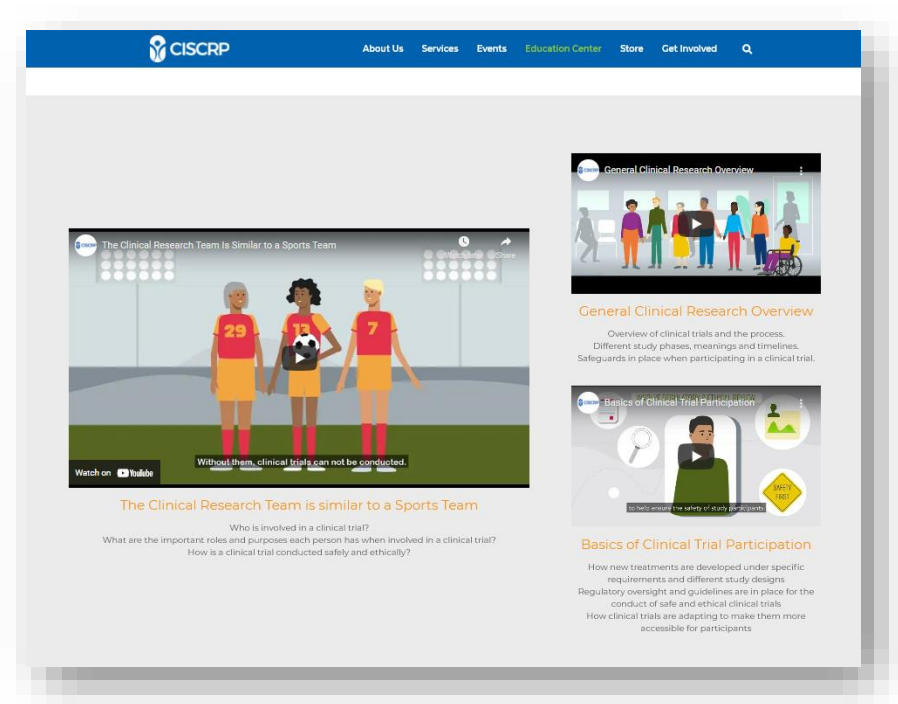 CISCRP
About Us Services Events Education Center Store Get Involved
CISCRP The Clinical Research Team Is Similar to a Sports Team
Share
29 13 7
Without them, clinical trials can not be conducted.
Watch on YouTube
The Clinical Research Team is similar to a Sports Team
Who is involved in a clinical trial?
What are the important roles and purposes each person has when involved in a clinical trial?
How is a clinical trial conducted safely and ethically?
CISCRP General Clinical Research Overview
General Clinical Research Overview
Overview of clinical trials and the process.
Different study phases, meanings and timelines.
Safeguards in place when participating in a clinical trial.
CISCRP Basics of Clinical Trial Participation
SAFETY
FIRST
to help ensure the safety of study participants
Basics of Clinical Trial Participation
How new treatments are developed under specific
requirements and different study designs
Regulatory oversight and guidelines are in place for the
conduct of safe and ethical clinical trials
How clinical trials are adapting to make them more
accessible for participants